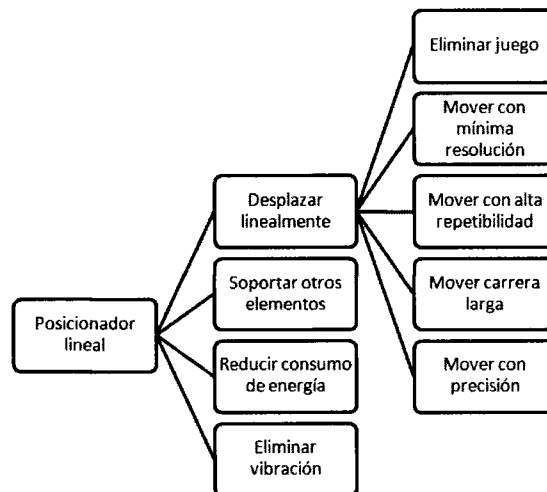 Posicionador
lineal
Desplazar
linealmente
Soportar otros
elementos
Reducir consumo
de energía
Eliminar
vibración
Eliminar juego
Mover con
mínima
resolución
Mover con alta
repetibilidad
Mover carrera
larga
Mover con
precisión